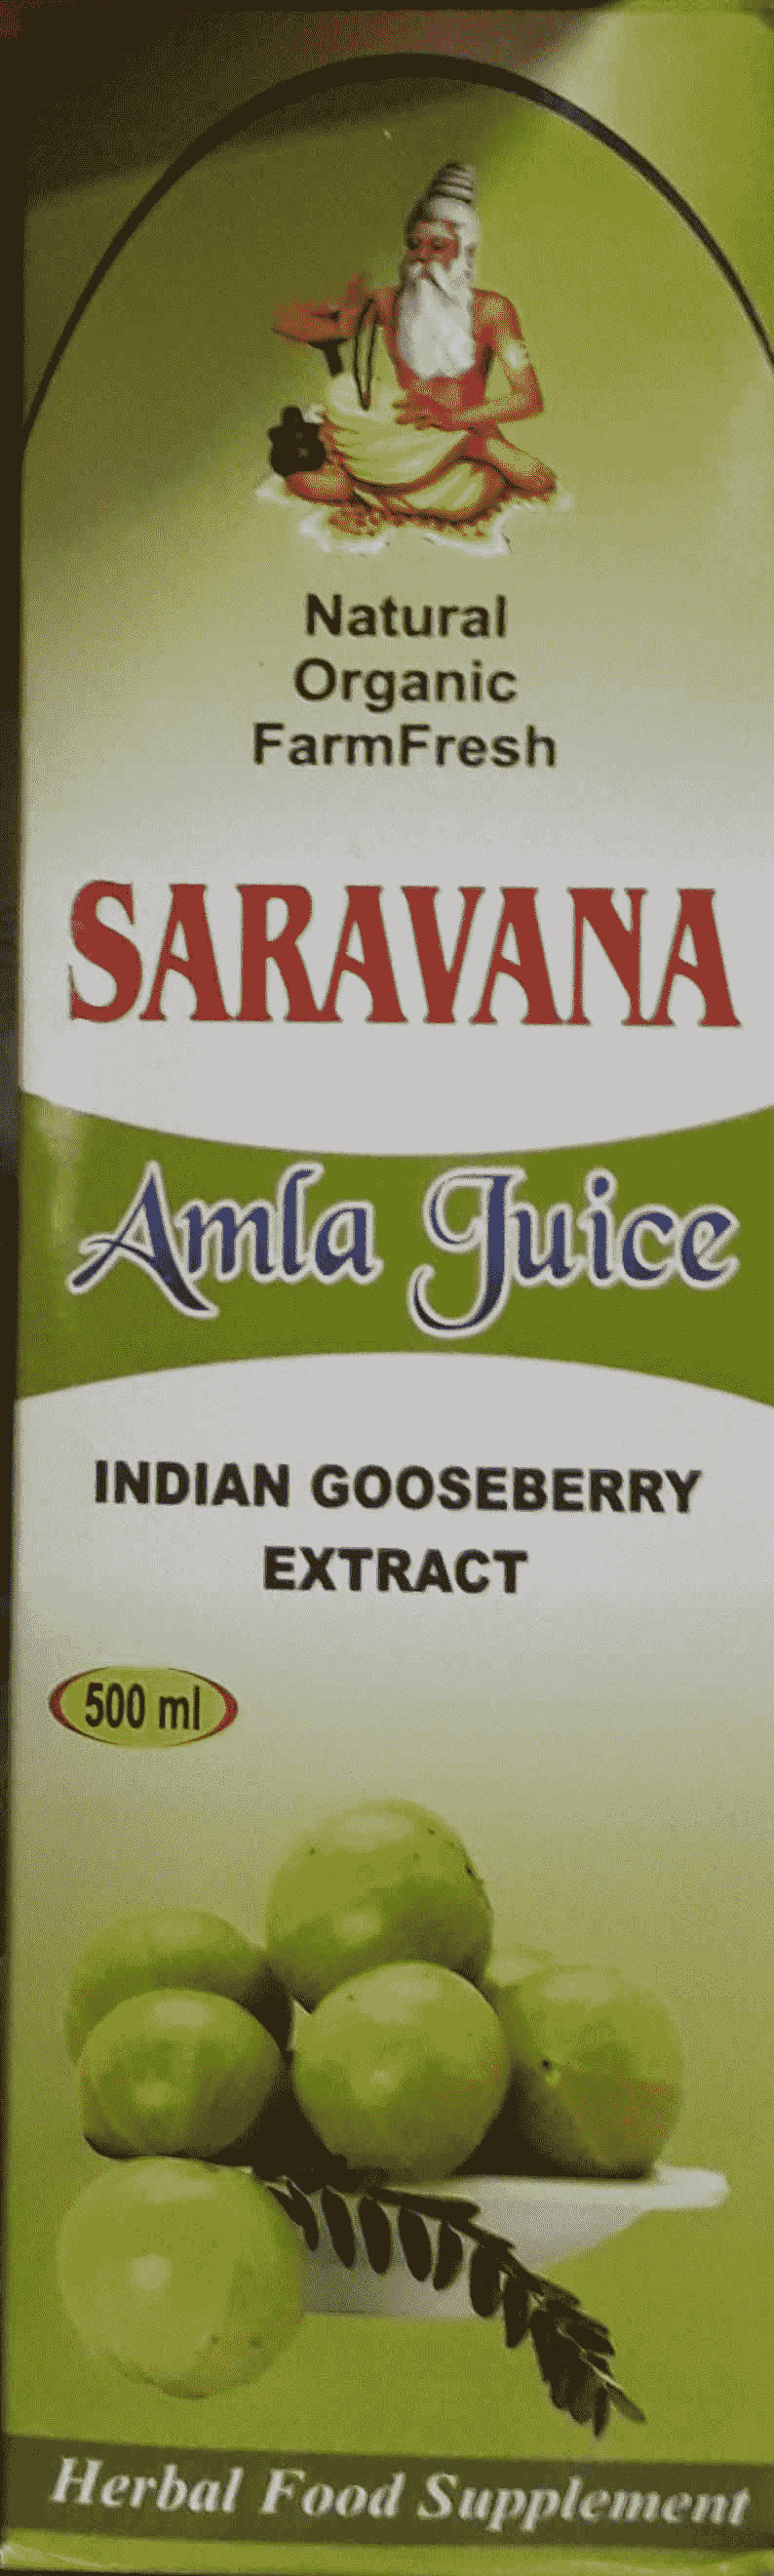 Natural
Organic
FarmFresh
SARAVANA
Amla Juice
INDIAN GOOSEBERRY
EXTRACT
500 ml
Herbal Food Supplement